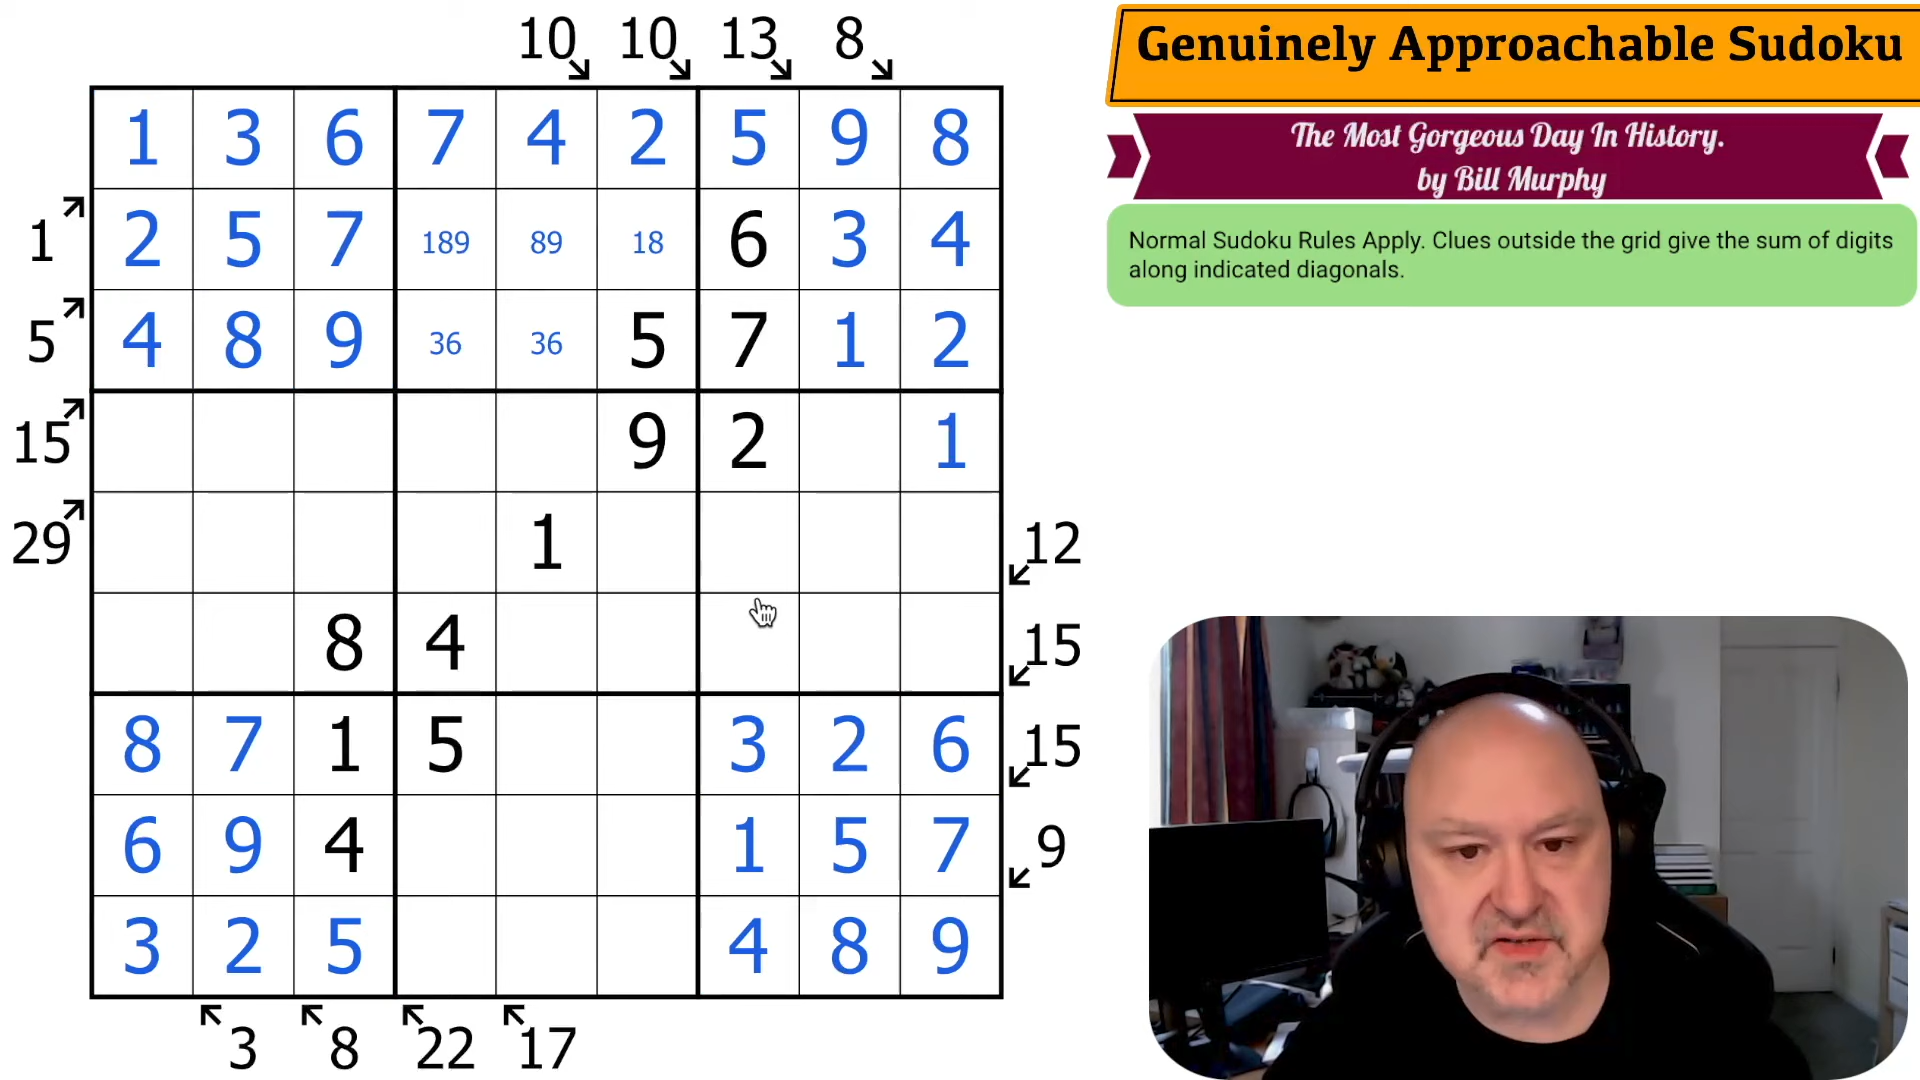 10 10 13 8
Genuinely Approachable Sudoku
The Most Gorgeous Day In History.
by Bill Murphy
Normal Sudoku Rules Apply. Clues outside the grid give the sum of digits
along indicated diagonals.
1 3 6 7 4 2 5 9 8
1 2 5 7 189 89 18 6 3 4
5 4 8 9 36 36 5 7 1 2
15 9 2 1
29 1 12
8 4 15
8 7 1 5 3 2 6 15
6 9 4 1 5 7 9
3 2 5 4 8 9
3 8 22 17